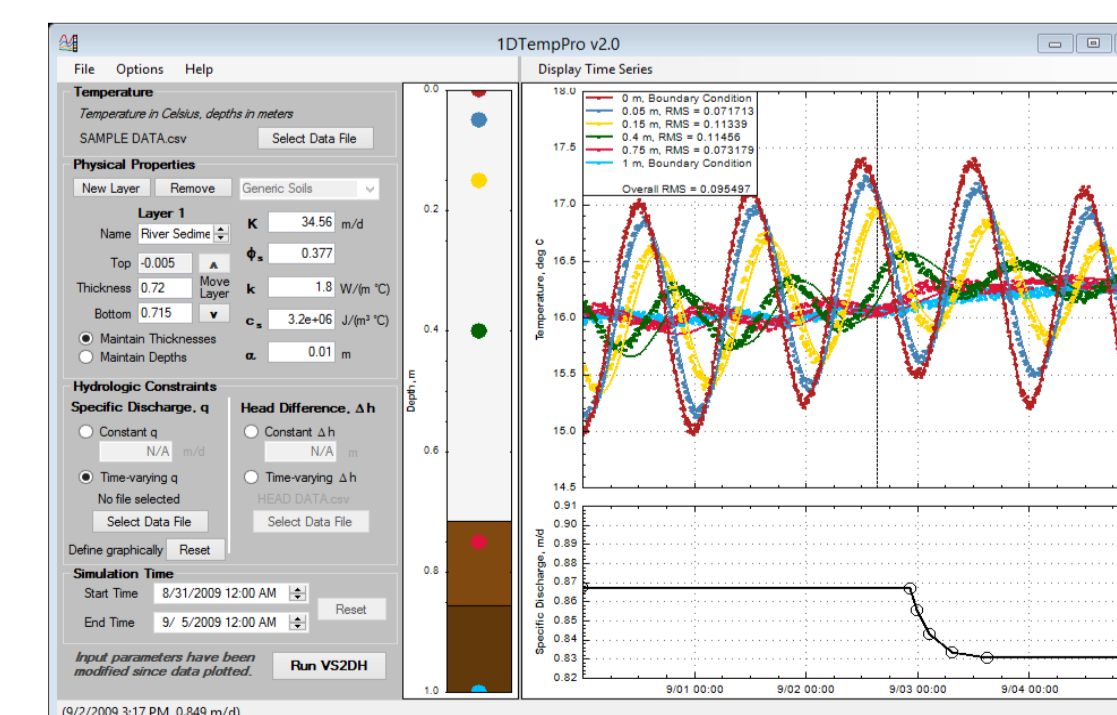 1DTempPro v2.0
File Options Help
Display Time Series
Temperature
Temperature in Celsius, depths in meters
SAMPLE DATA.csv Select Data File
Physical Properties
New Layer Remove Generic Soils
Layer 1
Name River Sedime
Top -0.005
Thickness 0.72
Move
Layer
Bottom 0.715
Maintain Thicknesses
Maintain Depths
K 34.56 m/d
ϕs 0.377
k 1.8 W/(m °C)
cs 3.2e+06 J/(m³ °C)
α 0.01 m
Hydrologic Constraints
Specific Discharge, q
Constant q
N/A m/d
Time-varying q
No file selected
Select Data File
Define graphically Reset
Head Difference, Δh
Constant Δh
N/A m
Time-varying Δh
HEAD DATA.csv
Select Data File
Simulation Time
Start Time 8/31/2009 12:00 AM
End Time 9/ 5/2009 12:00 AM
Reset
Input parameters have been
modified since data plotted.
Run VS2DH
(9/2/2009 3:17 PM, 0.849 m/d)
0.0
0.2
0.4
0.6
0.8
1.0
Depth, m
0 m, Boundary Condition
0.05 m, RMS = 0.071713
0.15 m, RMS = 0.11339
0.4 m, RMS = 0.11456
0.75 m, RMS = 0.073179
1 m, Boundary Condition
Overall RMS = 0.095497
18.0
17.5
17.0
16.5
16.0
15.5
15.0
14.5
Temperature, deg C
0.91
0.90
0.89
0.88
0.87
0.86
0.85
0.84
0.83
0.82
Specific Discharge, m/d
9/01 00:00 9/02 00:00 9/03 00:00 9/04 00:00